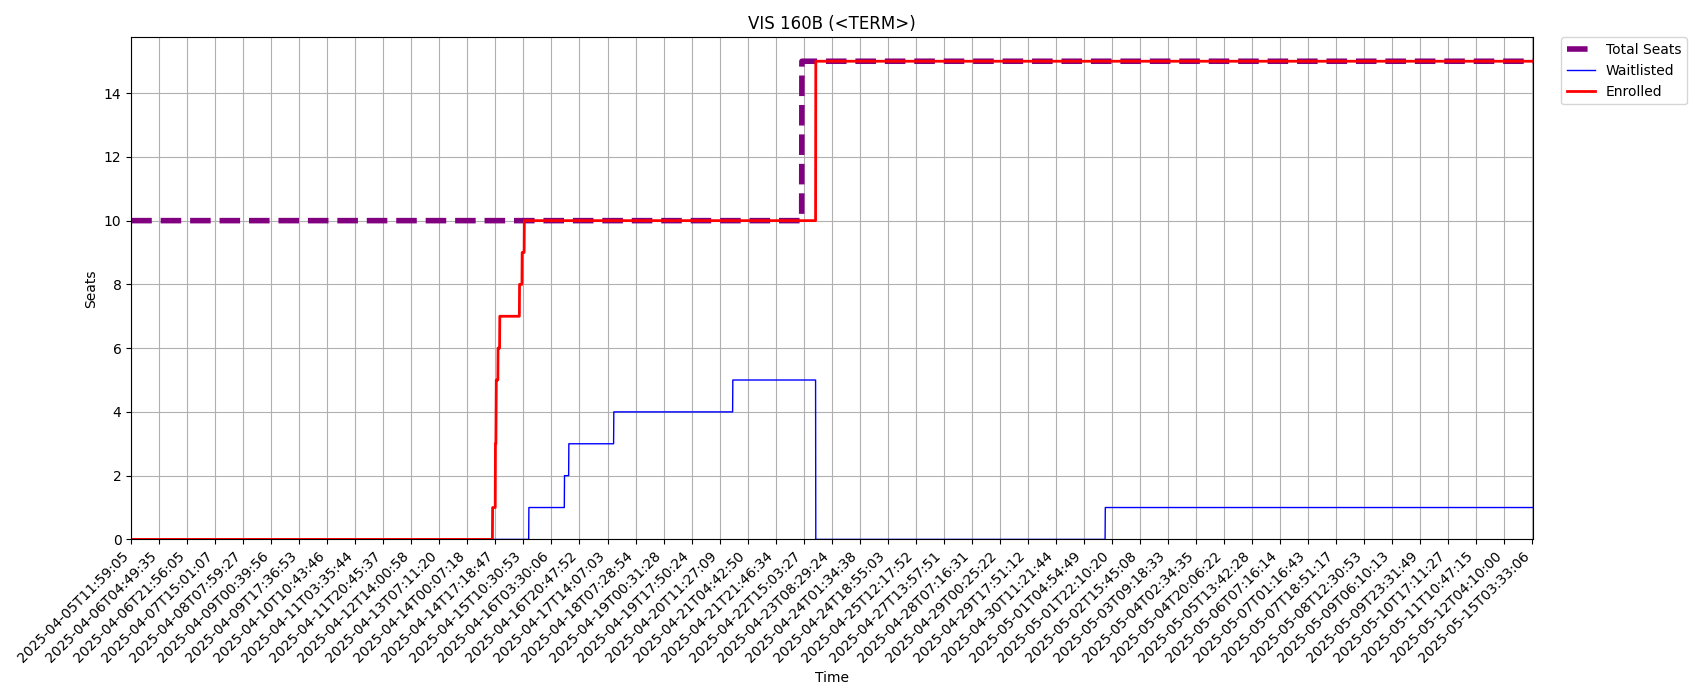 VIS 160B (<TERM>)
Total Seats
Waitlisted
Enrolled
Seats
14
12
10
8
6
4
2
0
2025-04-05T11:59:05
2025-04-06T04:49:35
2025-04-06T21:56:05
2025-04-07T15:01:07
2025-04-08T07:59:27
2025-04-09T00:39:56
2025-04-09T17:36:53
2025-04-10T10:43:46
2025-04-11T03:35:44
2025-04-11T20:45:37
2025-04-12T14:00:58
2025-04-13T07:11:20
2025-04-14T00:07:18
2025-04-14T17:18:47
2025-04-15T10:30:53
2025-04-16T03:30:06
2025-04-16T20:47:52
2025-04-17T14:07:03
2025-04-18T07:28:54
2025-04-19T00:31:28
2025-04-19T17:50:24
2025-04-20T11:27:09
2025-04-21T04:42:50
2025-04-21T21:46:34
2025-04-22T15:03:27
2025-04-23T08:29:24
2025-04-24T01:34:38
2025-04-24T18:55:03
2025-04-25T12:17:52
2025-04-27T13:57:51
2025-04-28T07:16:31
2025-04-29T00:25:22
2025-04-29T17:51:12
2025-04-30T11:21:44
2025-05-01T04:54:49
2025-05-01T22:10:20
2025-05-02T15:45:08
2025-05-03T09:18:33
2025-05-04T02:34:35
2025-05-04T20:06:22
2025-05-05T13:42:28
2025-05-06T07:16:14
2025-05-07T01:16:43
2025-05-07T18:51:17
2025-05-08T12:30:53
2025-05-09T06:10:13
2025-05-09T23:31:49
2025-05-10T17:11:27
2025-05-11T10:47:15
2025-05-12T04:10:00
2025-05-15T03:33:06
Time